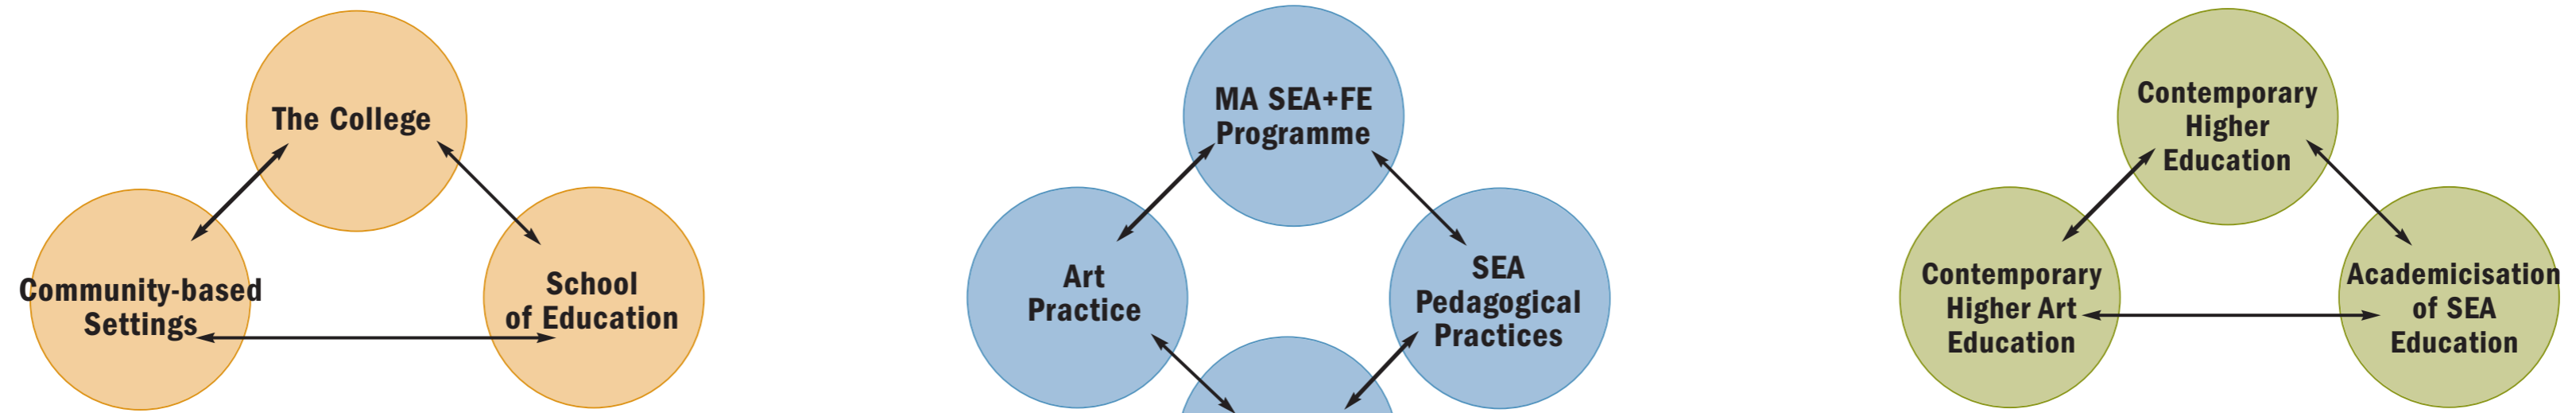 The College
Community-based
Settings
School
of Education
MA SEA+FE
Programme
Art
Practice
SEA
Pedagogical
Practices
Contemporary
Higher
Education
Contemporary
Higher Art
Education
Academicisation
of SEA
Education